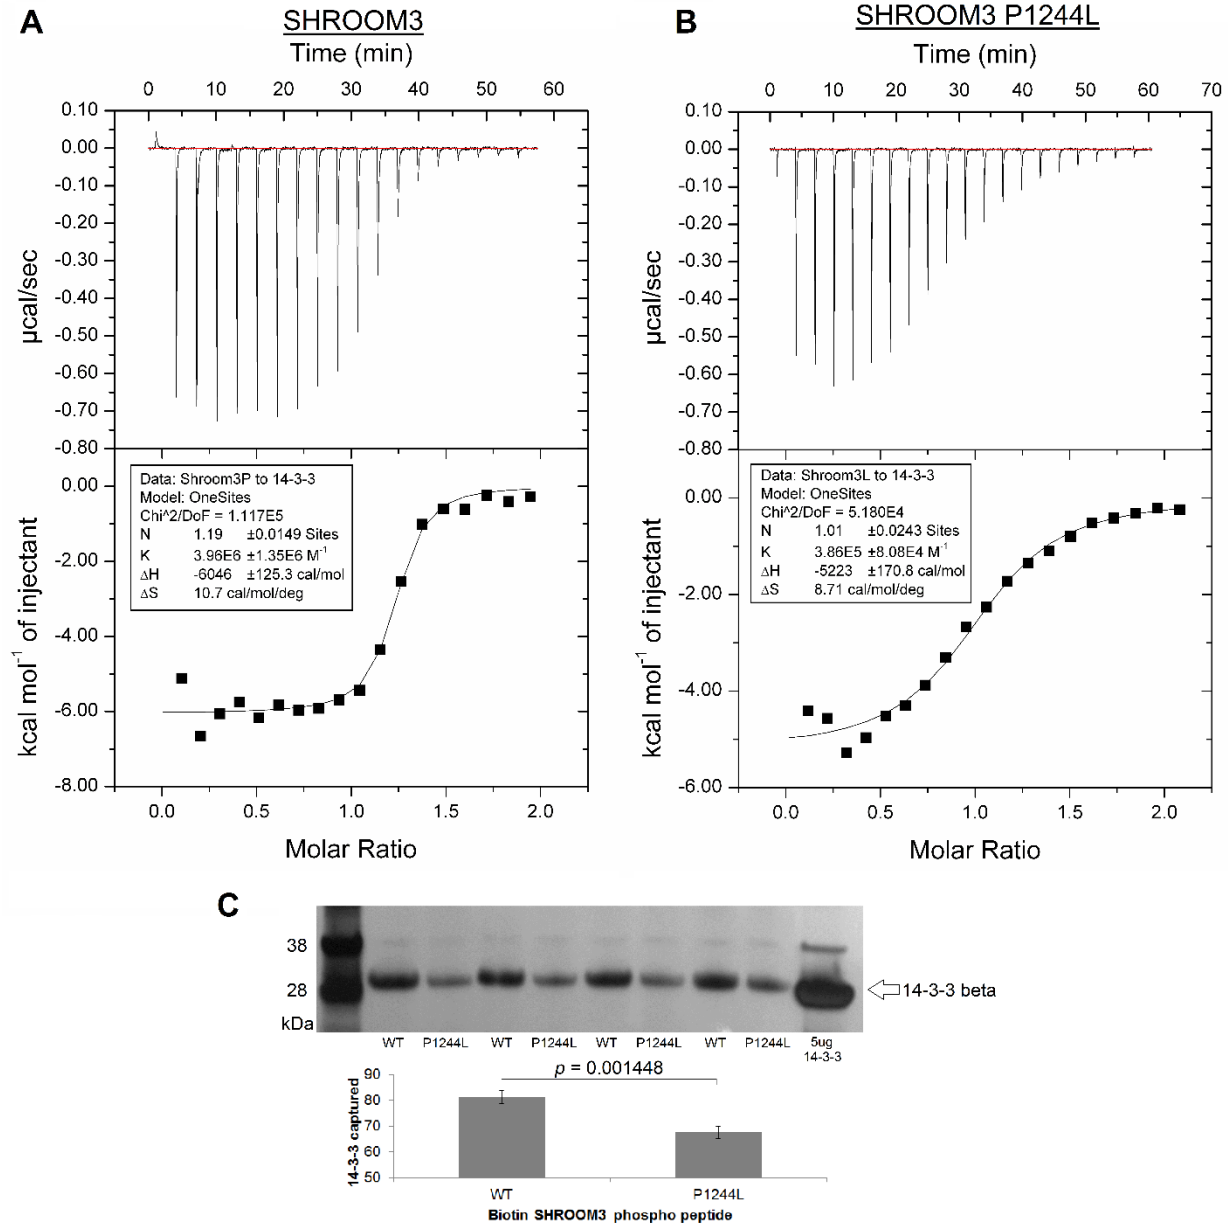 A
SHROOM3
Time (min)
0 10 20 30 40 50 60
0.10
0.00
-0.10
-0.20
-0.30
-0.40
-0.50
-0.60
-0.70
-0.80
µcal/sec
Data: Shroom3P to 14-3-3
Model: OneSites
Chi^2/DoF = 1.117E5
N 1.19 ±0.0149 Sites
K 3.96E6 ±1.35E6 M⁻¹
ΔH -6046 ±125.3 cal/mol
ΔS 10.7 cal/mol/deg
0.00
-2.00
-4.00
-6.00
-8.00
kcal mol⁻¹ of injectant
0.0 0.5 1.0 1.5 2.0
Molar Ratio
B
SHROOM3 P1244L
Time (min)
0 10 20 30 40 50 60 70
0.10
0.00
-0.10
-0.20
-0.30
-0.40
-0.50
-0.60
-0.70
-0.80
µcal/sec
Data: Shroom3L to 14-3-3
Model: OneSites
Chi^2/DoF = 5.180E4
N 1.01 ±0.0243 Sites
K 3.86E5 ±8.08E4 M⁻¹
ΔH -5223 ±170.8 cal/mol
ΔS 8.71 cal/mol/deg
0.00
-2.00
-4.00
-6.00
kcal mol⁻¹ of injectant
0.0 0.5 1.0 1.5 2.0
Molar Ratio
C
38
28
kDa
14-3-3 beta
WT P1244L WT P1244L WT P1244L WT P1244L 5ug
14-3-3
p = 0.001448
90
80
70
60
50
14-3-3 captured
WT P1244L
Biotin SHROOM3 phospho peptide